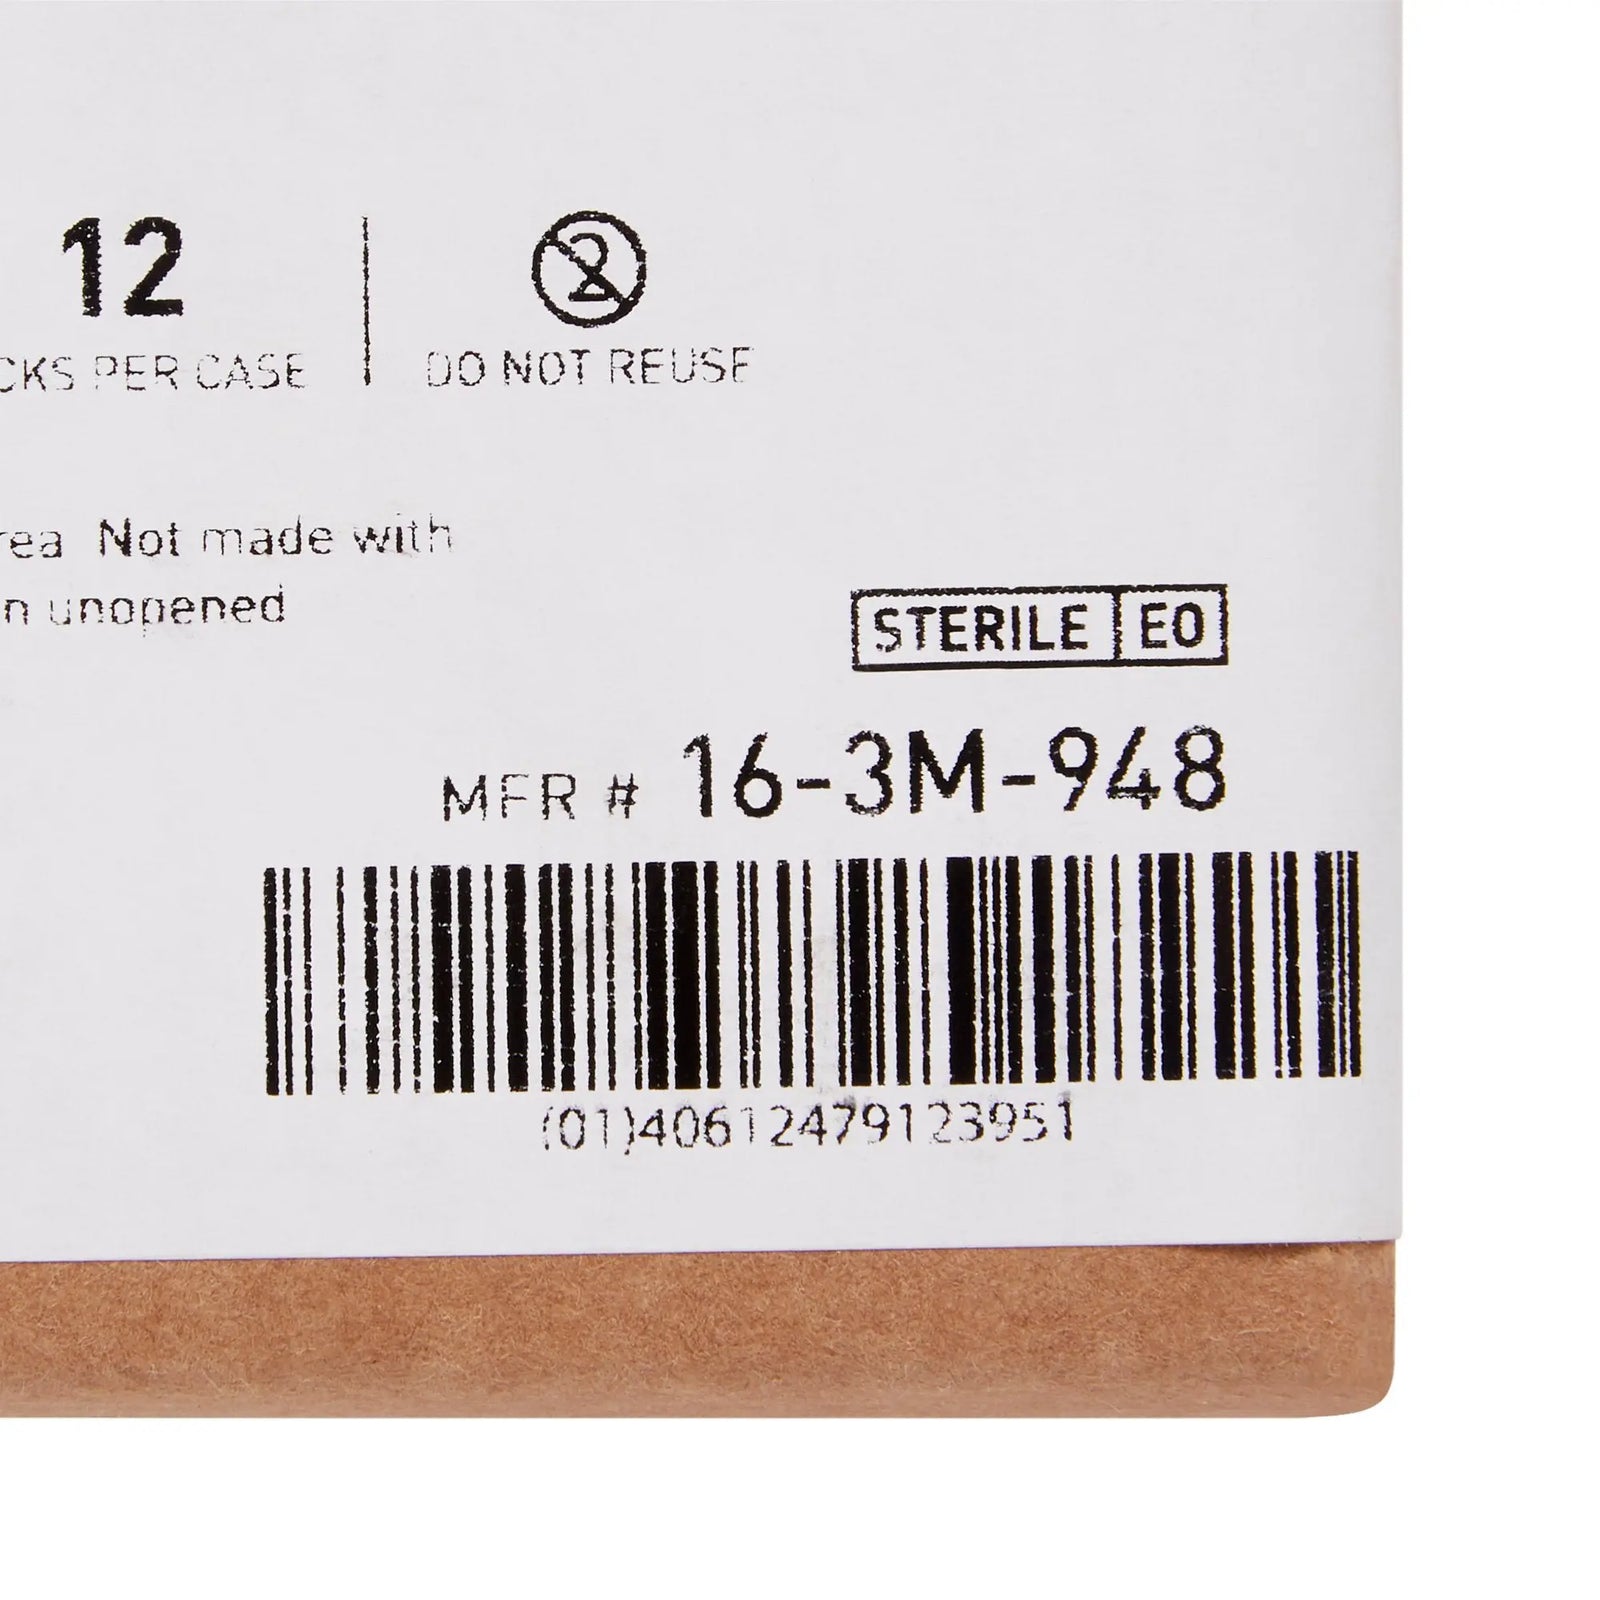 12
CKS PER CASE
2
DO NOT REUSE
rea Not made with
n unopened
STERILE EO
MFR # 16-3M-948
(01)40612479123951